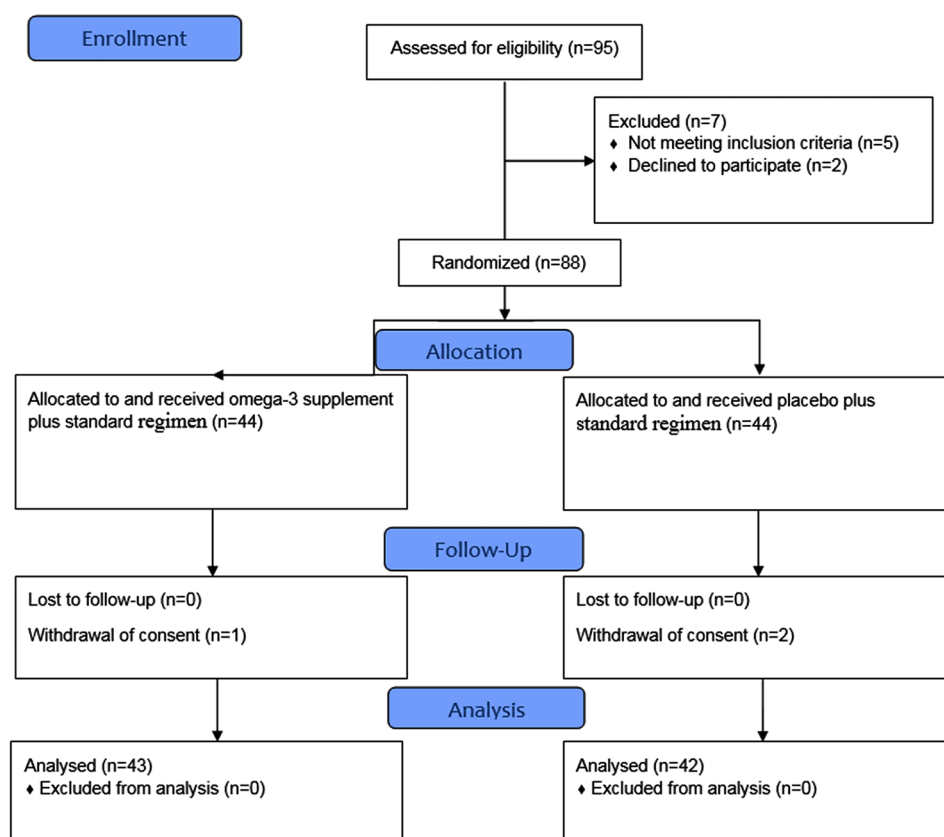 Enrollment
Assessed for eligibility (n=95)
Excluded (n=7)
♦ Not meeting inclusion criteria (n=5)
♦ Declined to participate (n=2)
Randomized (n=88)
Allocation
Allocated to and received omega-3 supplement
plus standard regimen (n=44)
Allocated to and received placebo plus
standard regimen (n=44)
Follow-Up
Lost to follow-up (n=0)
Withdrawal of consent (n=1)
Lost to follow-up (n=0)
Withdrawal of consent (n=2)
Analysis
Analysed (n=43)
♦ Excluded from analysis (n=0)
Analysed (n=42)
♦ Excluded from analysis (n=0)